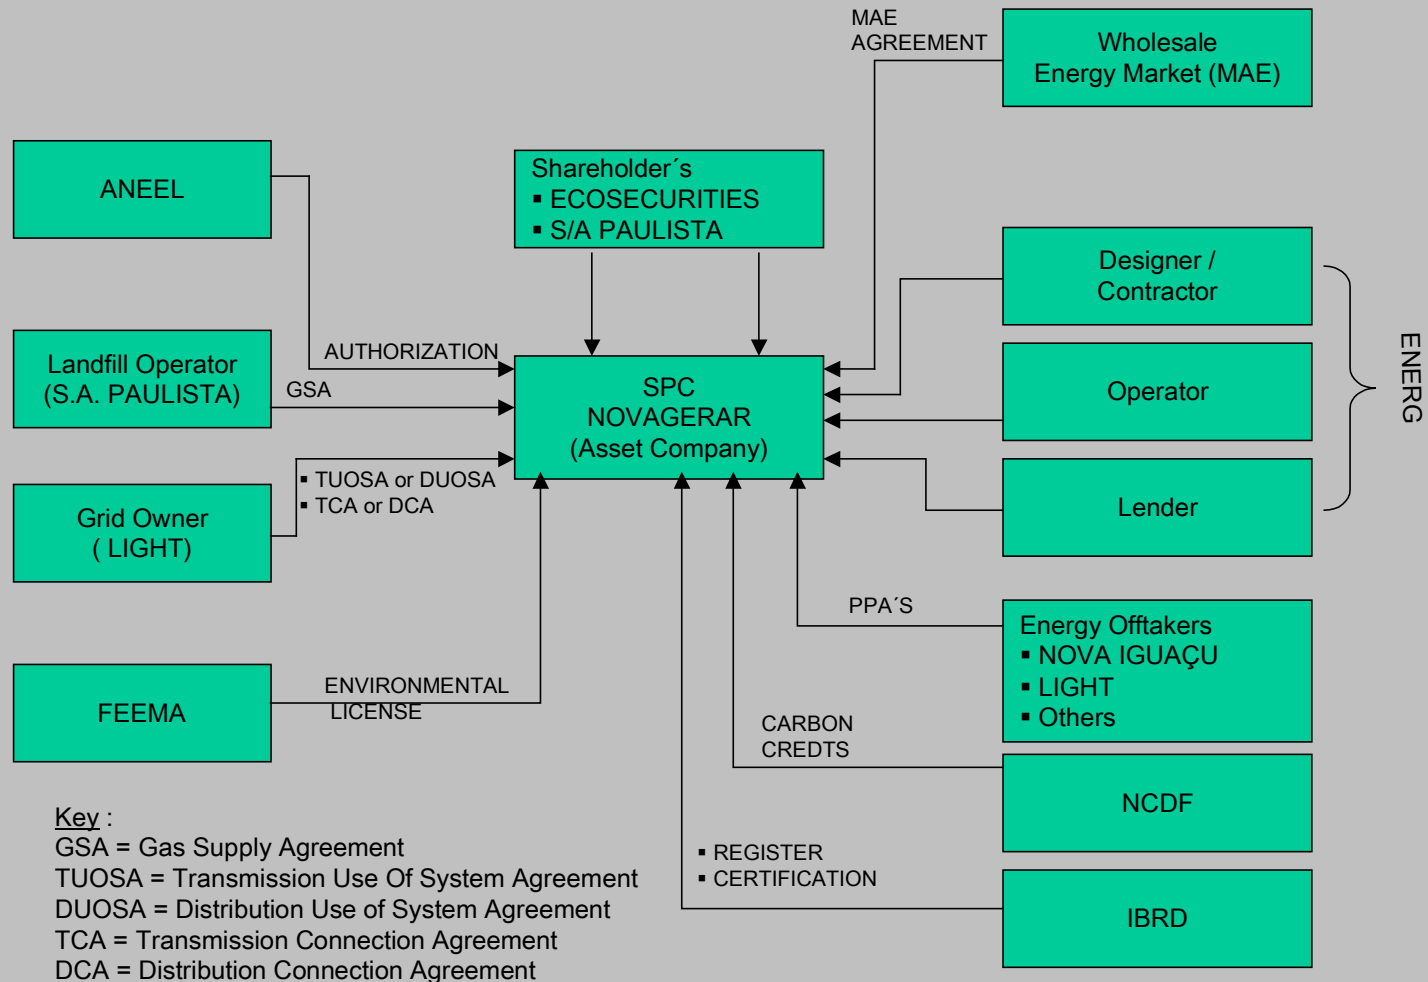 MAE
AGREEMENT
Wholesale
Energy Market (MAE)
ANEEL
Shareholder´s
▪ ECOSECURITIES
▪ S/A PAULISTA
Designer /
Contractor
Landfill Operator
(S.A. PAULISTA)
AUTHORIZATION
GSA
SPC
NOVAGERAR
(Asset Company)
Operator
ENERG
Grid Owner
( LIGHT)
▪ TUOSA or DUOSA
▪ TCA or DCA
Lender
PPA´S
Energy Offtakers
▪ NOVA IGUAÇU
▪ LIGHT
▪ Others
FEEMA
ENVIRONMENTAL
LICENSE
CARBON
CREDTS
NCDF
▪ REGISTER
▪ CERTIFICATION
IBRD
Key :
GSA = Gas Supply Agreement
TUOSA = Transmission Use Of System Agreement
DUOSA = Distribution Use of System Agreement
TCA = Transmission Connection Agreement
DCA = Distribution Connection Agreement